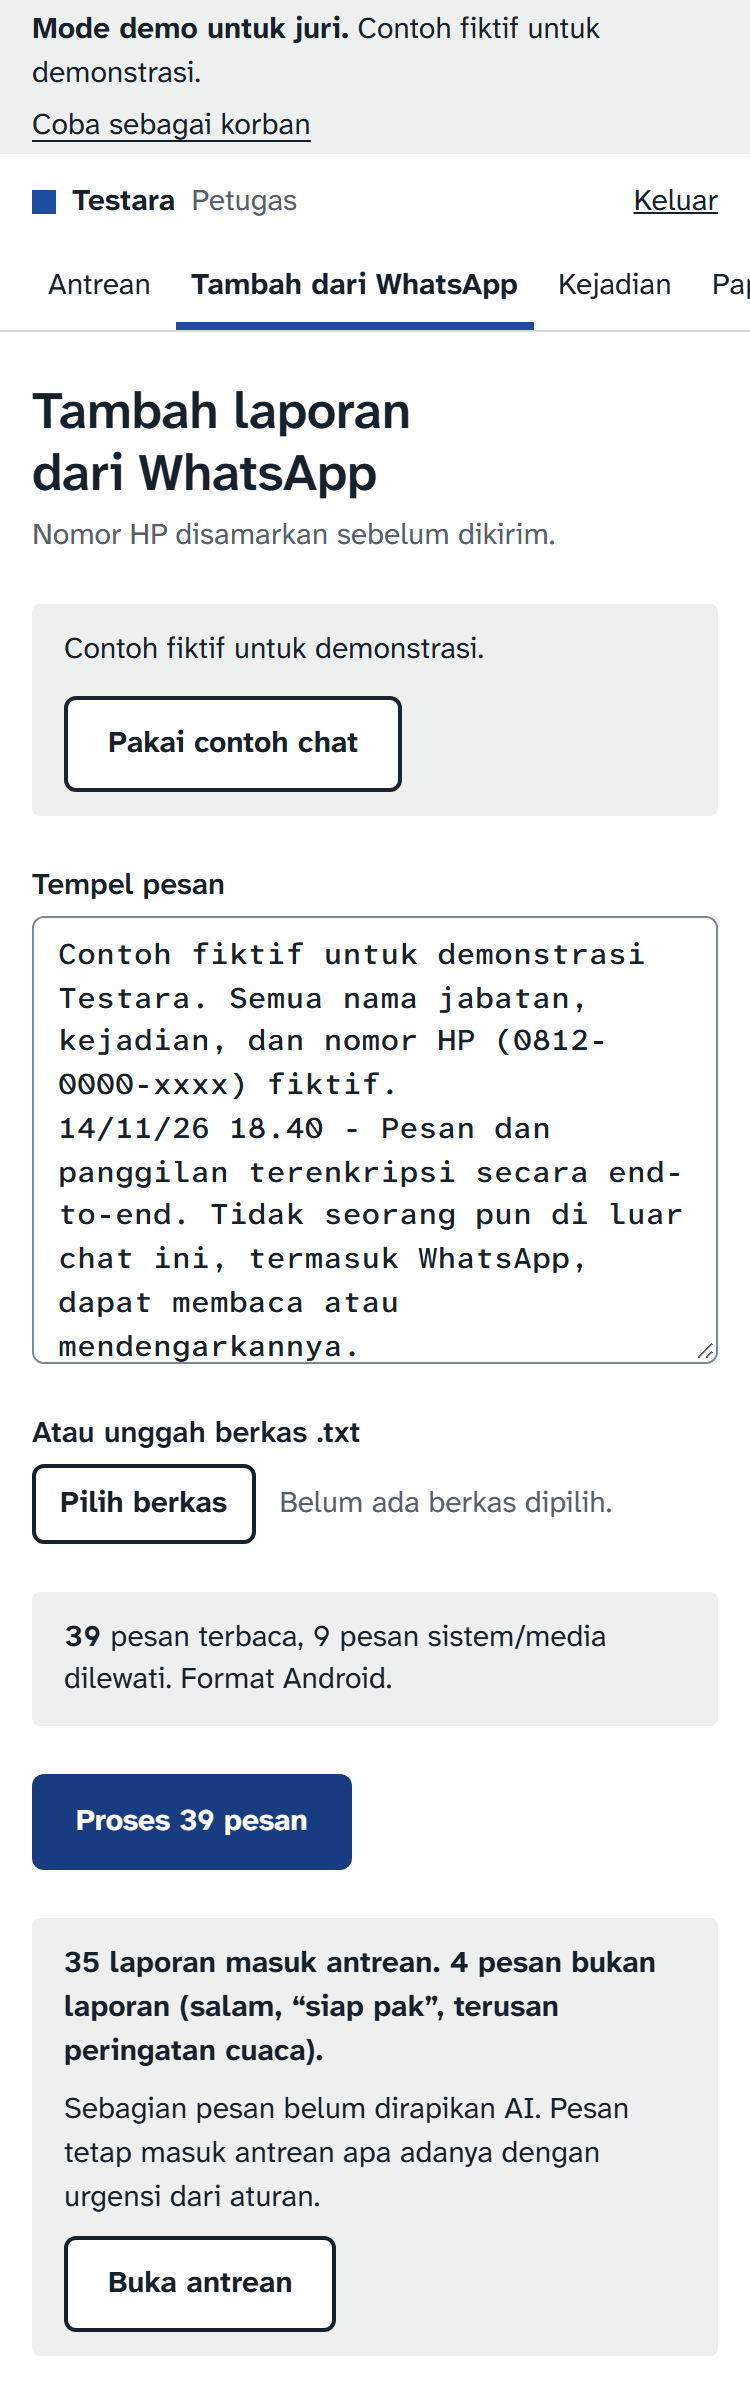 Mode demo untuk juri. Contoh fiktif untuk
demonstrasi.
Coba sebagai korban
Testara Petugas Keluar
Antrean Tambah dari WhatsApp Kejadian Pap
Tambah laporan
dari WhatsApp
Nomor HP disamarkan sebelum dikirim.
Contoh fiktif untuk demonstrasi.
Pakai contoh chat
Tempel pesan
Contoh fiktif untuk demonstrasi
Testara. Semua nama jabatan,
kejadian, dan nomor HP (0812-
0000-xxxx) fiktif.
14/11/26 18.40 - Pesan dan
panggilan terenkripsi secara end-
to-end. Tidak seorang pun di luar
chat ini, termasuk WhatsApp,
dapat membaca atau
mendengarkannya.
Atau unggah berkas .txt
Pilih berkas Belum ada berkas dipilih.
39 pesan terbaca, 9 pesan sistem/media
dilewati. Format Android.
Proses 39 pesan
35 laporan masuk antrean. 4 pesan bukan
laporan (salam, “siap pak”, terusan
peringatan cuaca).
Sebagian pesan belum dirapikan AI. Pesan
tetap masuk antrean apa adanya dengan
urgensi dari aturan.
Buka antrean